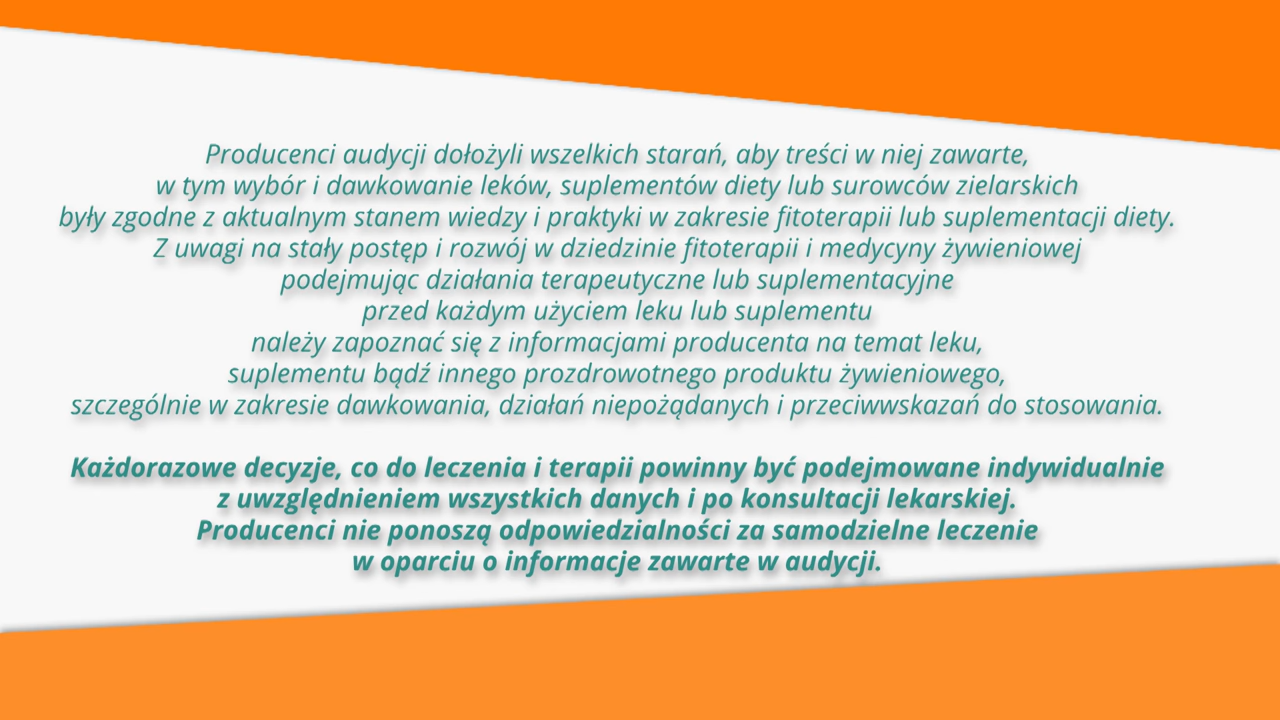 Producenci audycji dołożyli wszelkich starań, aby treści w niej zawarte,
w tym wybór i dawkowanie leków, suplementów diety lub surowców zielarskich
były zgodne z aktualnym stanem wiedzy i praktyki w zakresie fitoterapii lub suplementacji diety.
Z uwagi na stały postęp i rozwój w dziedzinie fitoterapii i medycyny żywieniowej
podejmując działania terapeutyczne lub suplementacyjne
przed każdym użyciem leku lub suplementu
należy zapoznać się z informacjami producenta na temat leku,
suplementu bądź innego prozdrowotnego produktu żywieniowego,
szczególnie w zakresie dawkowania, działań niepożądanych i przeciwwskazań do stosowania.
Każdorazowe decyzje, co do leczenia i terapii powinny być podejmowane indywidualnie
z uwzględnieniem wszystkich danych i po konsultacji lekarskiej.
Producenci nie ponoszą odpowiedzialności za samodzielne leczenie
w oparciu o informacje zawarte w audycji.